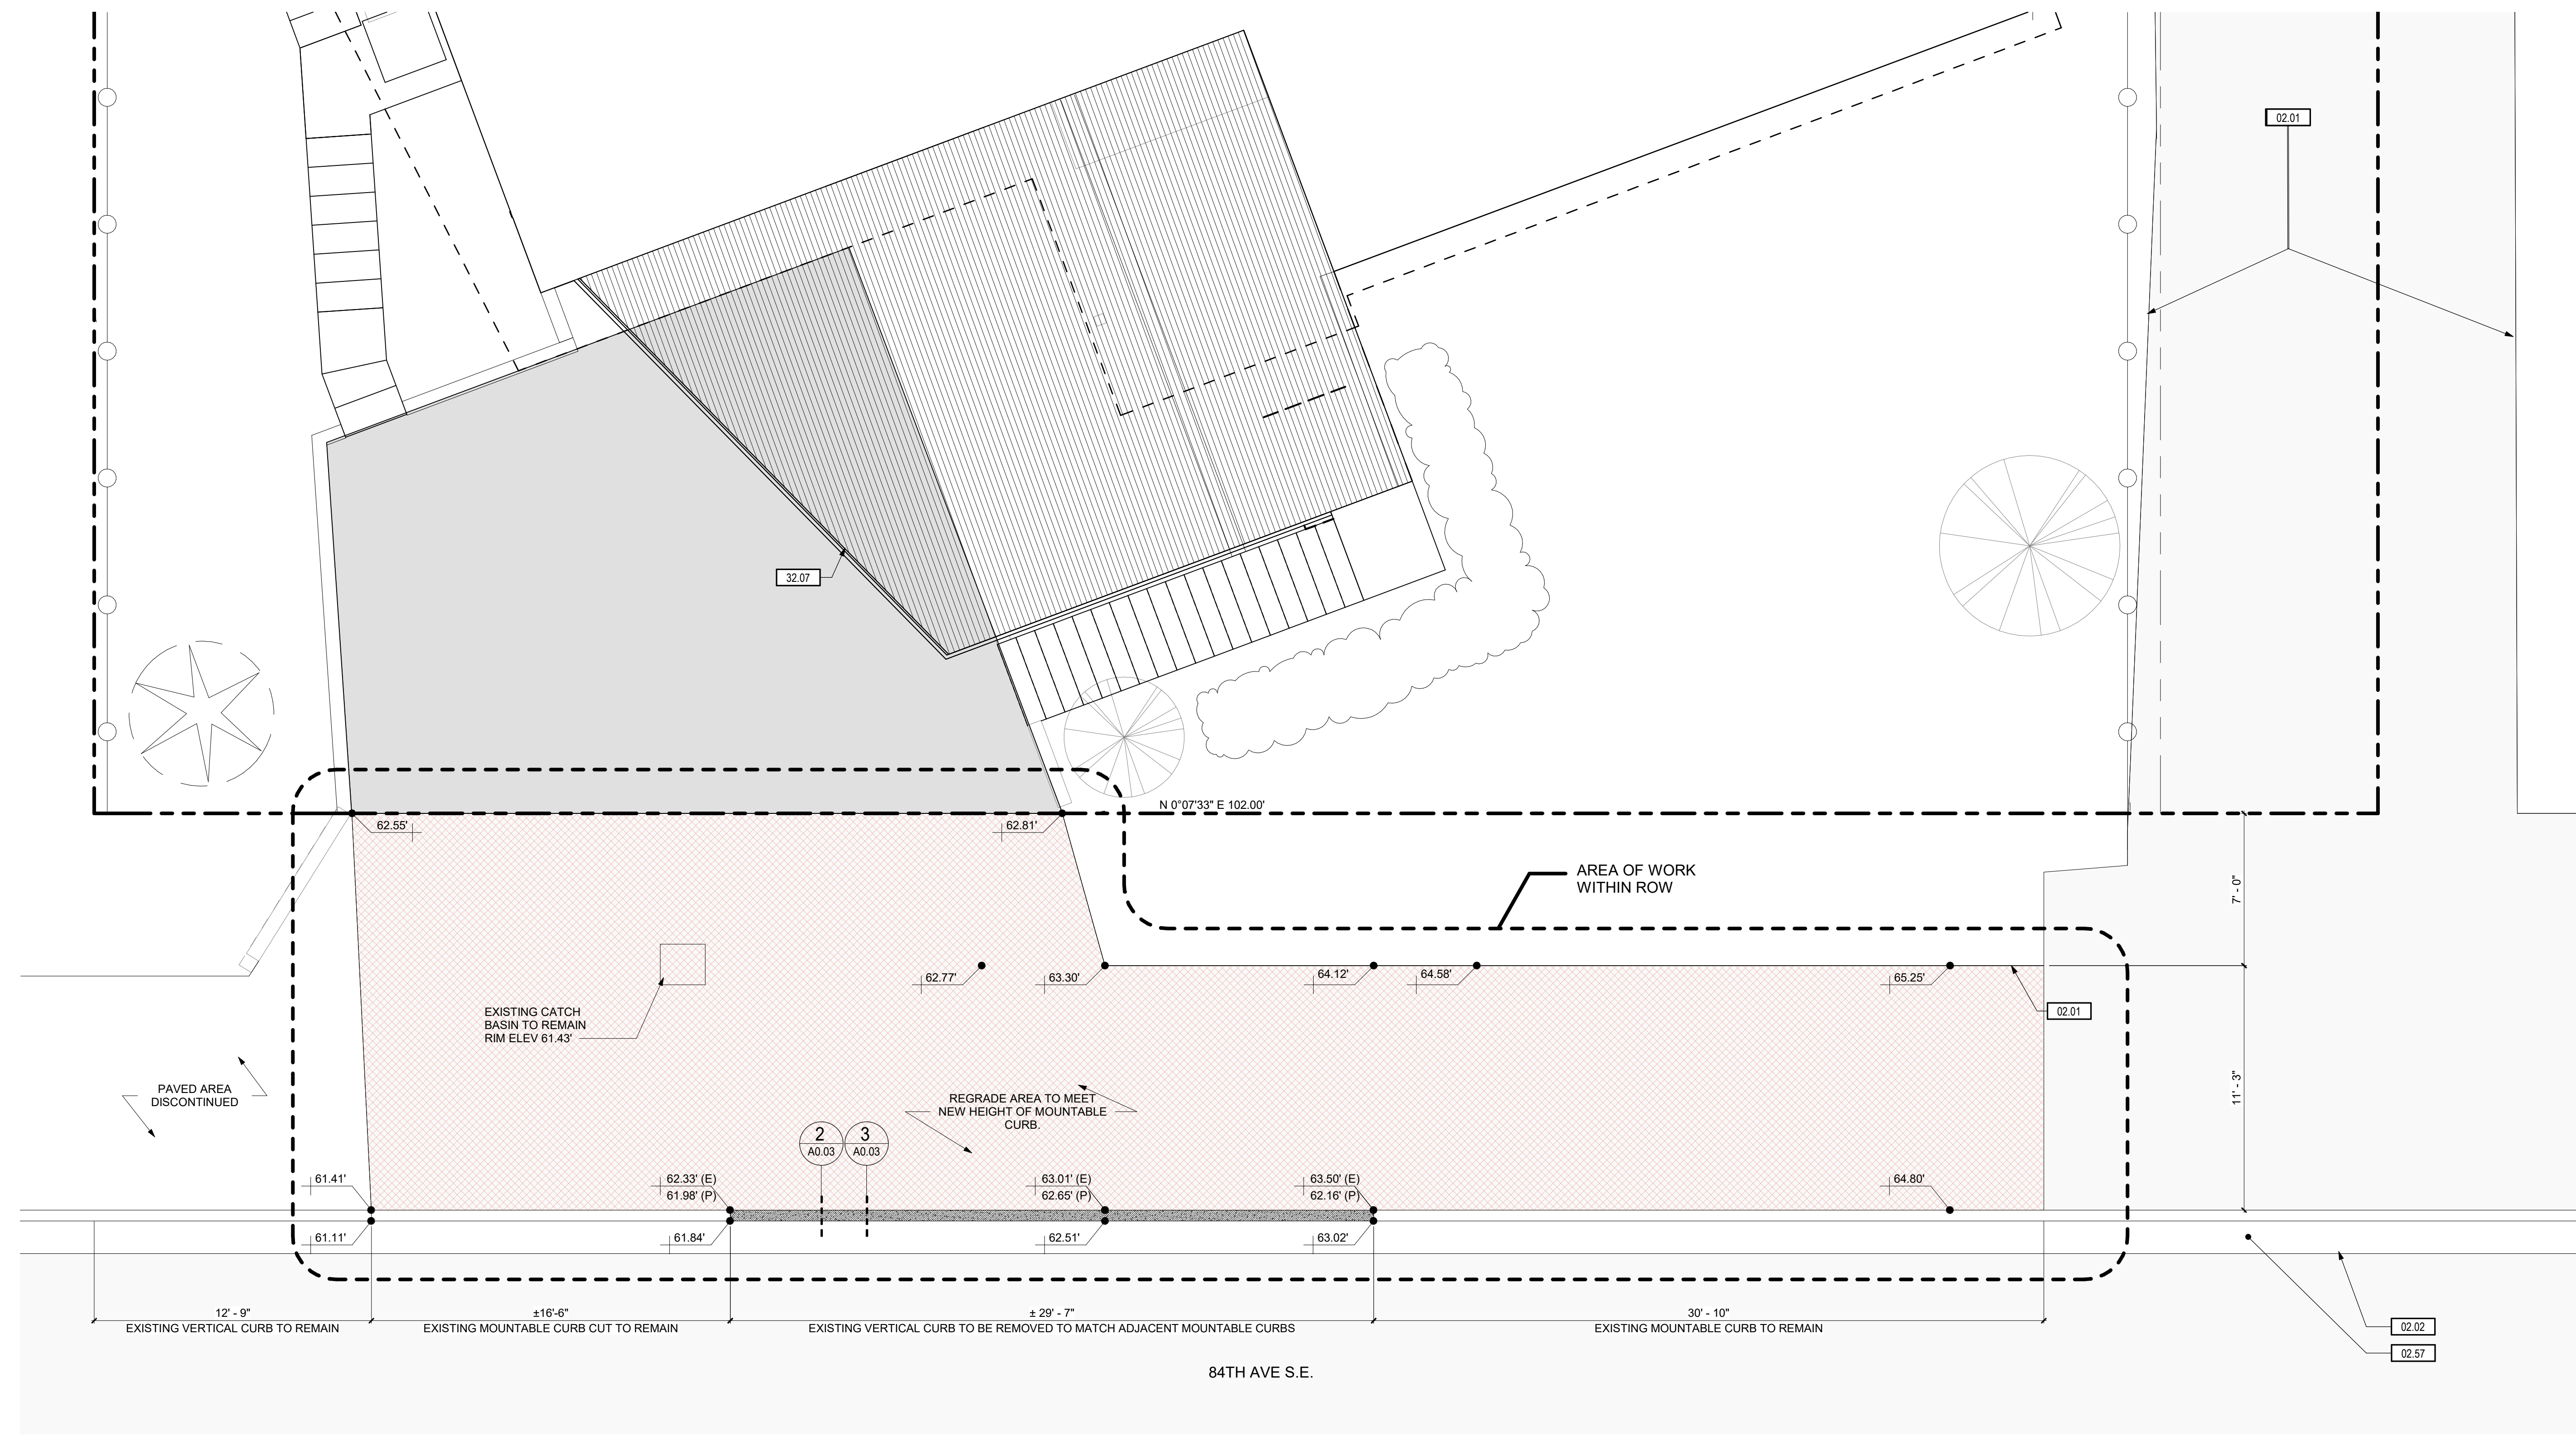 02.01
32.07
N 0°07'33" E 102.00'
62.55'
62.81'
AREA OF WORK
WITHIN ROW
7' - 0"
62.77'
63.30'
64.12'
64.58'
65.25'
02.01
EXISTING CATCH
BASIN TO REMAIN
RIM ELEV 61.43'
PAVED AREA
DISCONTINUED
REGRADE AREA TO MEET
NEW HEIGHT OF MOUNTABLE
CURB.
11' - 3"
2
A0.03
3
A0.03
61.41'
62.33' (E)
61.98' (P)
63.01' (E)
62.65' (P)
63.50' (E)
62.16' (P)
64.80'
61.11'
61.84'
62.51'
63.02'
12' - 9"
EXISTING VERTICAL CURB TO REMAIN
±16'-6"
EXISTING MOUNTABLE CURB CUT TO REMAIN
± 29' - 7"
EXISTING VERTICAL CURB TO BE REMOVED TO MATCH ADJACENT MOUNTABLE CURBS
30' - 10"
EXISTING MOUNTABLE CURB TO REMAIN
02.02
02.57
84TH AVE S.E.